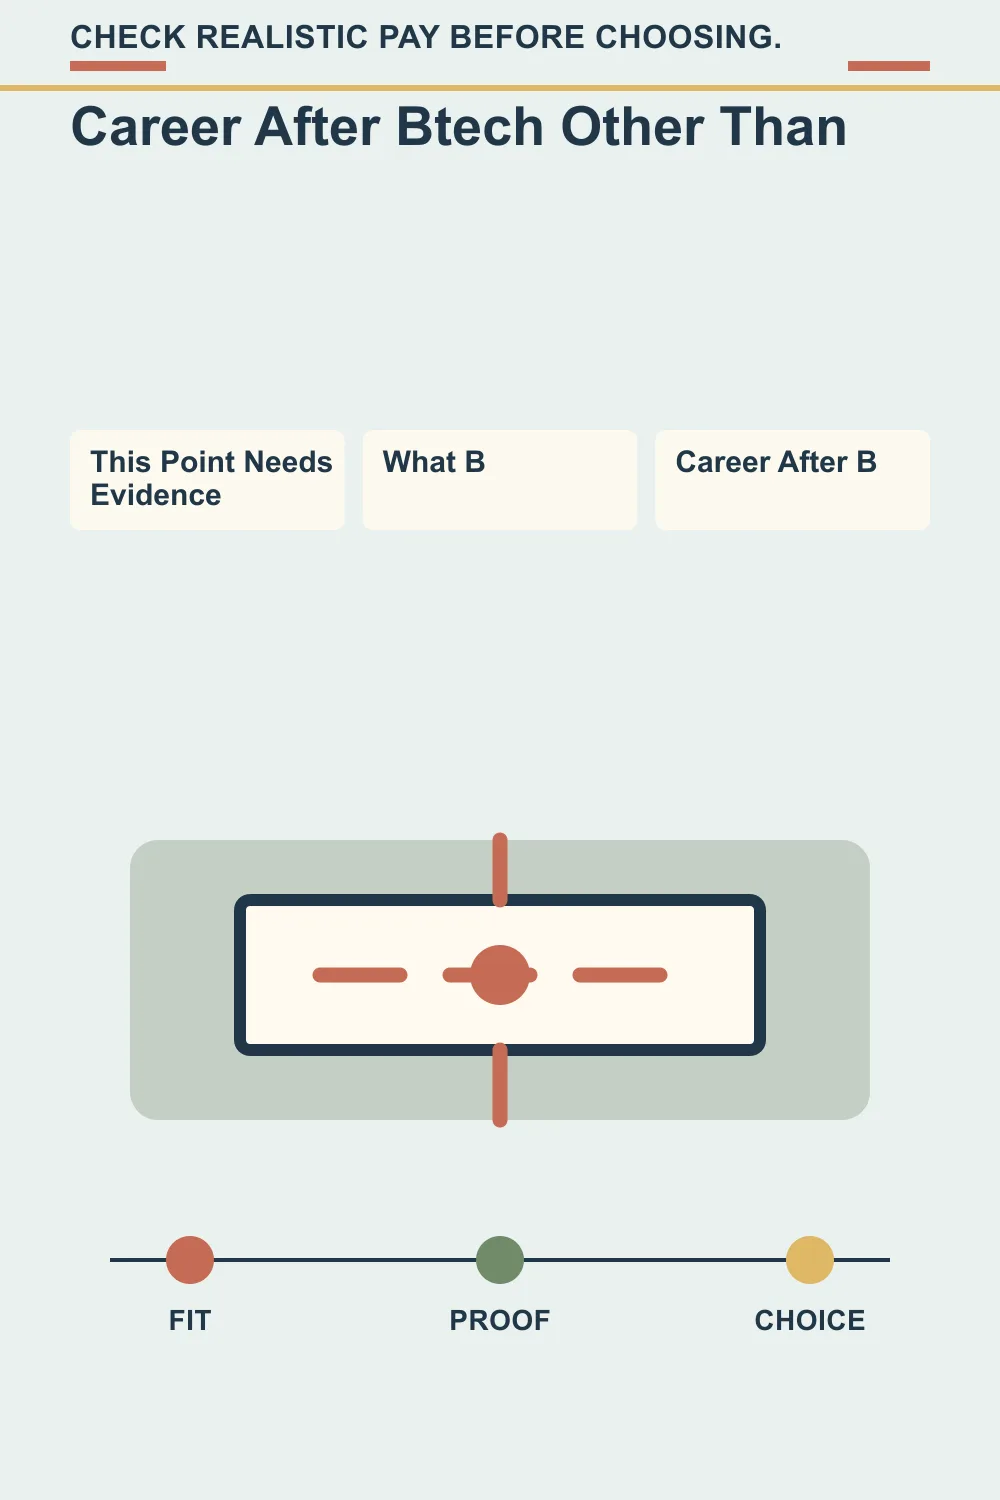 CHECK REALISTIC PAY BEFORE CHOOSING.
Career After Btech Other Than
This Point Needs
Evidence
What B
Career After B
FIT
PROOF
CHOICE